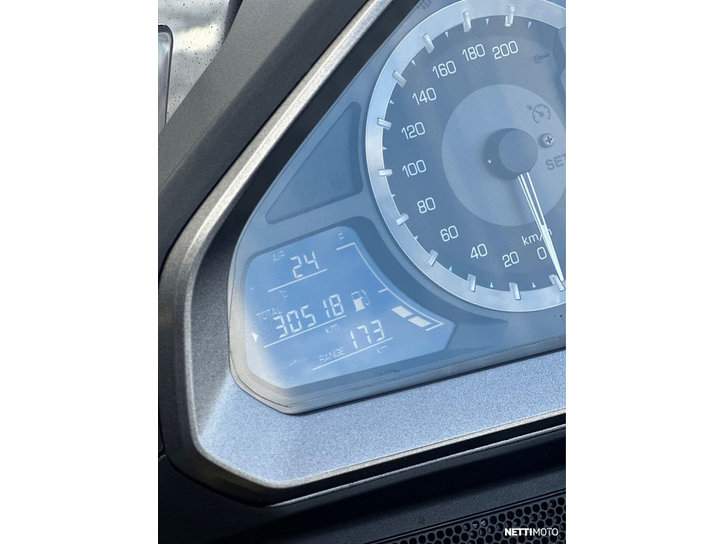 200
180
160
140
120
100
80
60
40
20
0
km/h
SET
AIR 24
°C
F
TOTAL
30518
km
173
RANGE km
NETTIMOTO